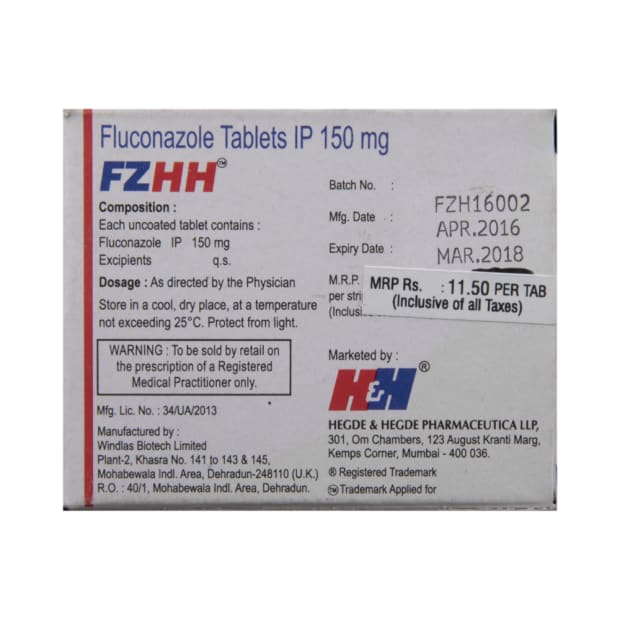 Fluconazole Tablets IP 150 mg
FZHH™
Composition :
Each uncoated tablet contains :
Fluconazole IP 150 mg
Excipients q.s.
Dosage : As directed by the Physician
Store in a cool, dry place, at a temperature
not exceeding 25°C. Protect from light.
WARNING : To be sold by retail on
the prescription of a Registered
Medical Practitioner only.
Mfg. Lic. No. : 34/UA/2013
Manufactured by :
Windlas Biotech Limited
Plant-2, Khasra No. 141 to 143 & 145,
Mohabewala Indl. Area, Dehradun-248110 (U.K.)
R.O. : 40/1, Mohabewala Indl. Area, Dehradun.
Batch No. : FZH16002
Mfg. Date : APR.2016
Expiry Date : MAR.2018
M.R.P.
per
MRP Rs. : 11.50 PER TAB
(Inclusive of all Taxes)
Marketed by :
H&H®
HEGDE & HEGDE PHARMACEUTICA LLP,
301, Om Chambers, 123 August Kranti Marg,
Kemps Corner, Mumbai - 400 036.
® Registered Trademark
™ Trademark Applied for